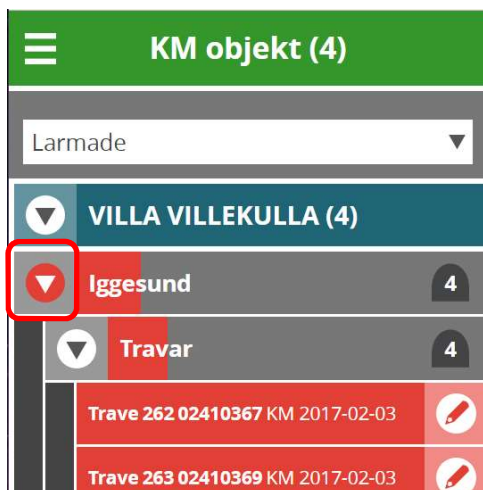 KM objekt (4)
Larmade
VILLA VILLEKULLA (4)
Iggesund 4
Travar 4
Trave 262 02410367 KM 2017-02-03
Trave 263 02410369 KM 2017-02-03